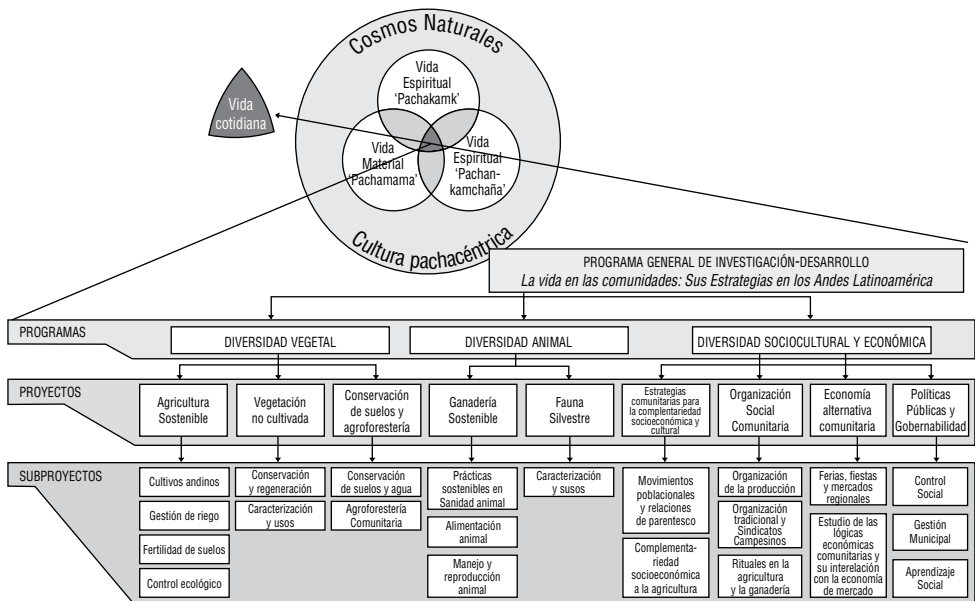 Cosmos Naturales
Vida
Espiritual
'Pachakamk'
Vida
cotidiana
Vida
Material
'Pachamama'
Vida
Espiritual
'Pachan-
kamchaña'
Cultura pachacéntrica
PROGRAMA GENERAL DE INVESTIGACIÓN-DESARROLLO
La vida en las comunidades: Sus Estrategias en los Andes Latinoamérica
PROGRAMAS
DIVERSIDAD VEGETAL
DIVERSIDAD ANIMAL
DIVERSIDAD SOCIOCULTURAL Y ECONÓMICA
PROYECTOS
Agricultura
Sostenible
Vegetación
no cultivada
Conservación
de suelos y
agroforestería
Ganadería
Sostenible
Fauna
Silvestre
Estrategias
comunitarias para la
complentariedad
socioeconómica y
cultural
Organización
Social
Comunitaria
Economía
alternativa
comunitaria
Políticas
Públicas y
Gobernabilidad
SUBPROYECTOS
Cultivos andinos
Gestión de riego
Fertilidad de suelos
Control ecológico
Conservación
y regeneración
Caracterización
y usos
Conservación
de suelos y agua
Agroforestería
Comunitaria
Prácticas
sostenibles en
Sanidad animal
Alimentación
animal
Manejo y
reproducción
animal
Caracterización
y susos
Movimientos
poblacionales
y relaciones
de parentesco
Complementa-
riedad
socioeconómica
a la agricultura
Organización
de la producción
Organización
tradicional y
Sindicatos
Campesinos
Rituales en la
agricultura
y la ganadería
Ferias, fiestas
y mercados
regionales
Estudio de las
lógicas
económicas
comunitarias y
su interelación
con la economía
de mercado
Control
Social
Gestión
Municipal
Aprendizaje
Social